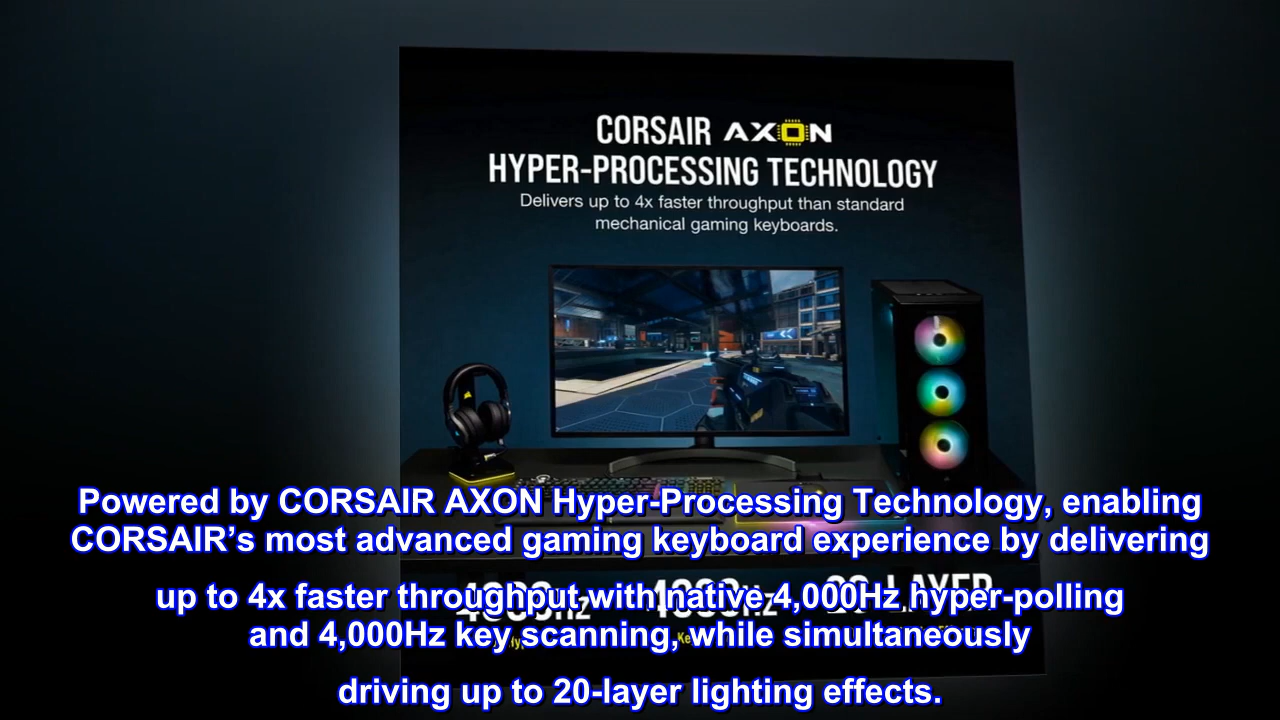 CORSAIR AXON
HYPER-PROCESSING TECHNOLOGY
Delivers up to 4x faster throughput than standard
mechanical gaming keyboards.
Powered by CORSAIR AXON Hyper-Processing Technology, enabling
CORSAIR’s most advanced gaming keyboard experience by delivering
up to 4x faster throughput with native 4,000Hz hyper-polling
and 4,000Hz key scanning, while simultaneously
driving up to 20-layer lighting effects.